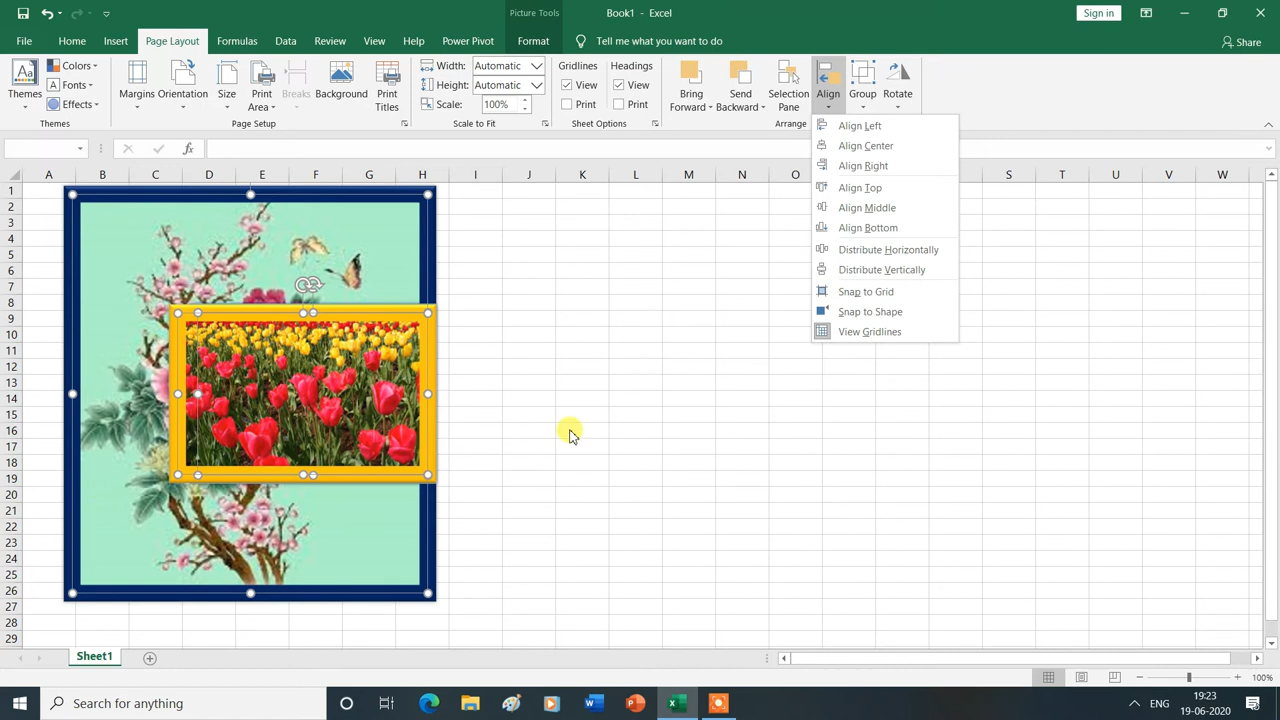 Picture Tools
Book1 - Excel
Sign in
File Home Insert Page Layout Formulas Data Review View Help Power Pivot Format Tell me what you want to do Share
Themes
Colors
Fonts
Effects
Themes
Margins
Orientation
Size
Print Area
Breaks
Background
Print Titles
Page Setup
Width: Automatic
Height: Automatic
Scale: 100%
Scale to Fit
Gridlines Headings
View View
Print Print
Sheet Options
Bring Forward
Send Backward
Selection Pane
Align
Group
Rotate
Arrange
Align Left
Align Center
Align Right
Align Top
Align Middle
Align Bottom
Distribute Horizontally
Distribute Vertically
Snap to Grid
Snap to Shape
View Gridlines
fx
A B C D E F G H I J K L M N O S T U V W
1
2
3
4
5
6
7
8
9
10
11
12
13
14
15
16
17
18
19
20
21
22
23
24
25
26
27
28
29
Sheet1
100%
Search for anything
ENG
19:23
19-06-2020